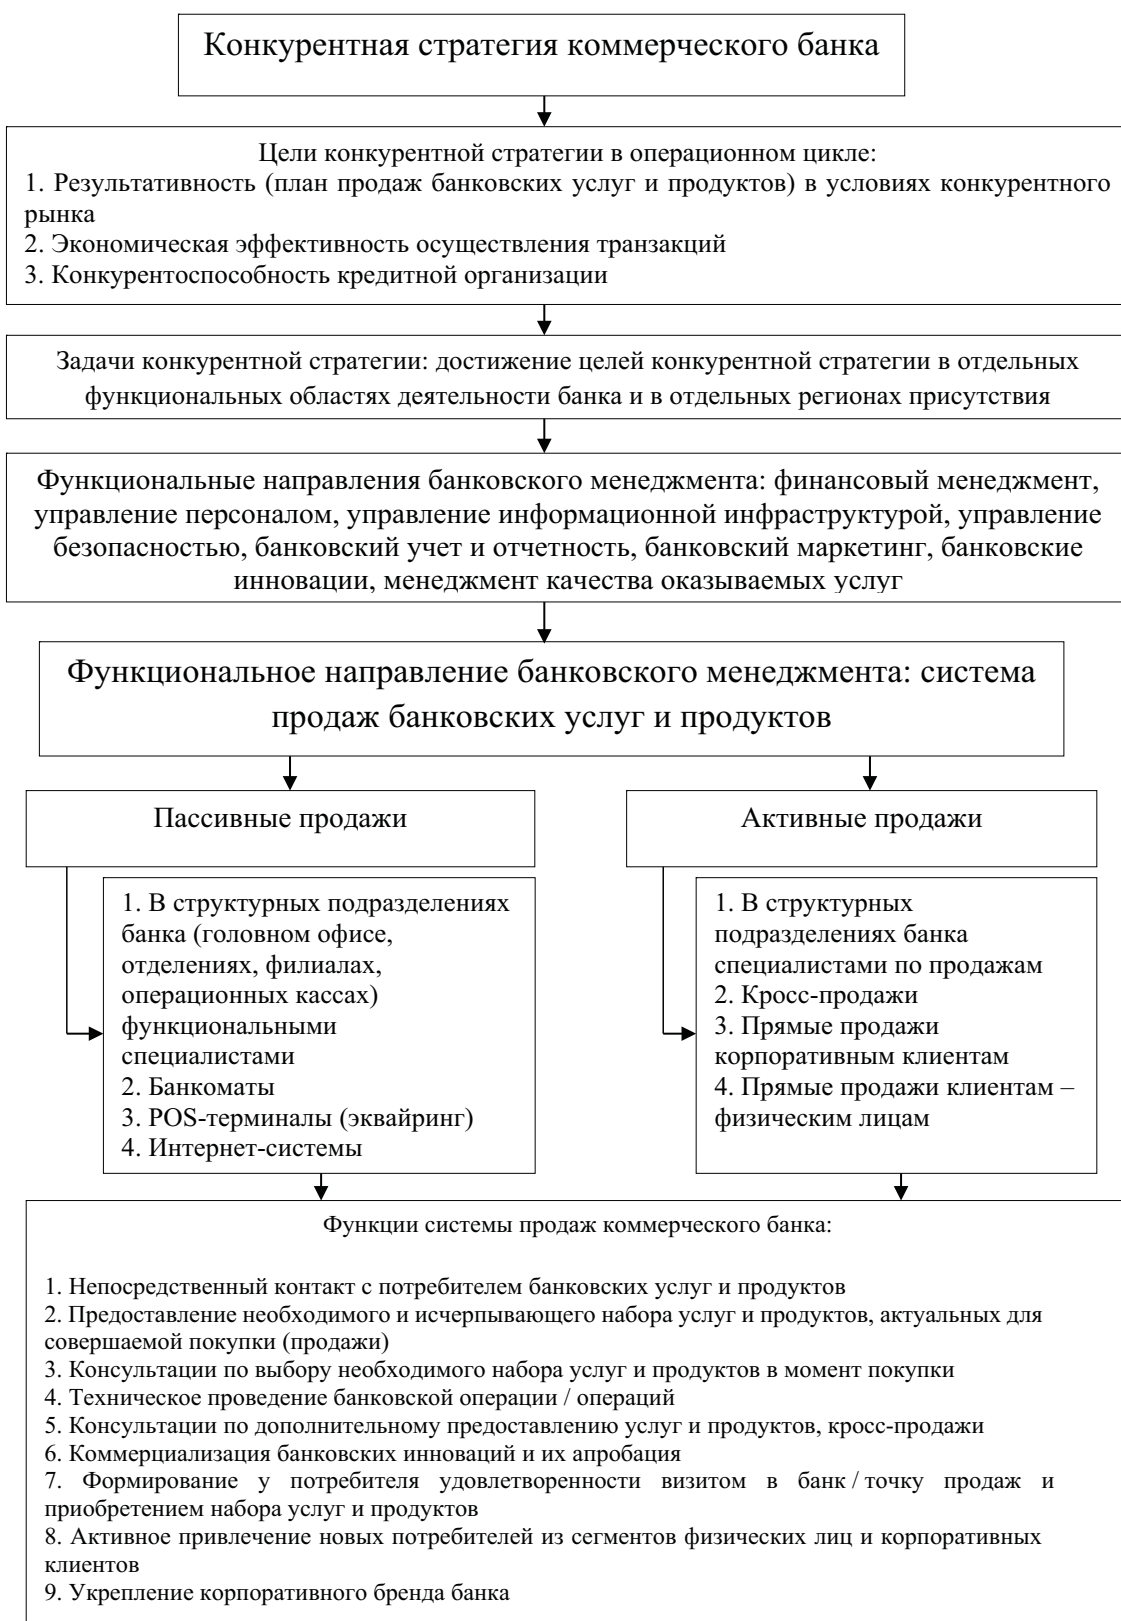 Конкурентная стратегия коммерческого банка
Цели конкурентной стратегии в операционном цикле:
1. Результативность (план продаж банковских услуг и продуктов) в условиях конкурентного
рынка
2. Экономическая эффективность осуществления транзакций
3. Конкурентоспособность кредитной организации
Задачи конкурентной стратегии: достижение целей конкурентной стратегии в отдельных
функциональных областях деятельности банка и в отдельных регионах присутствия
Функциональные направления банковского менеджмента: финансовый менеджмент,
управление персоналом, управление информационной инфраструктурой, управление
безопасностью, банковский учет и отчетность, банковский маркетинг, банковские
инновации, менеджмент качества оказываемых услуг
Функциональное направление банковского менеджмента: система
продаж банковских услуг и продуктов
Пассивные продажи
1. В структурных подразделениях
банка (головном офисе,
отделениях, филиалах,
операционных кассах)
функциональными
специалистами
2. Банкоматы
3. POS-терминалы (эквайринг)
4. Интернет-системы
Активные продажи
1. В структурных
подразделениях банка
специалистами по продажам
2. Кросс-продажи
3. Прямые продажи
корпоративным клиентам
4. Прямые продажи клиентам –
физическим лицам
Функции системы продаж коммерческого банка:
1. Непосредственный контакт с потребителем банковских услуг и продуктов
2. Предоставление необходимого и исчерпывающего набора услуг и продуктов, актуальных для
совершаемой покупки (продажи)
3. Консультации по выбору необходимого набора услуг и продуктов в момент покупки
4. Техническое проведение банковской операции / операций
5. Консультации по дополнительному предоставлению услуг и продуктов, кросс-продажи
6. Коммерциализация банковских инноваций и их апробация
7. Формирование у потребителя удовлетворенности визитом в банк / точку продаж и
приобретением набора услуг и продуктов
8. Активное привлечение новых потребителей из сегментов физических лиц и корпоративных
клиентов
9. Укрепление корпоративного бренда банка